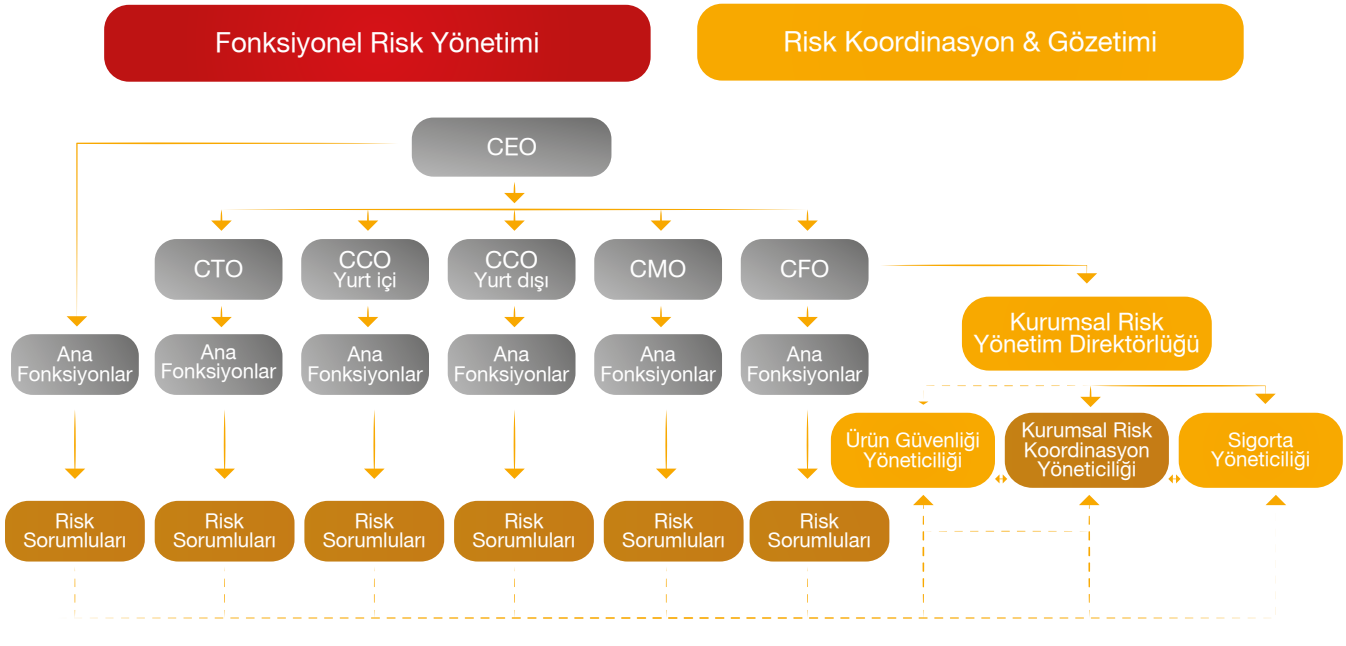 Fonksiyonel Risk Yönetimi
Risk Koordinasyon & Gözetimi
CEO
CTO
CCO
Yurt içi
CCO
Yurt dışı
CMO
CFO
Kurumsal Risk
Yönetim Direktörlüğü
Ana
Fonksiyonlar
Ana
Fonksiyonlar
Ana
Fonksiyonlar
Ana
Fonksiyonlar
Ana
Fonksiyonlar
Ana
Fonksiyonlar
Ürün Güvenliği
Yöneticiliği
Kurumsal Risk
Koordinasyon
Yöneticiliği
Sigorta
Yöneticiliği
Risk
Sorumluları
Risk
Sorumluları
Risk
Sorumluları
Risk
Sorumluları
Risk
Sorumluları
Risk
Sorumluları